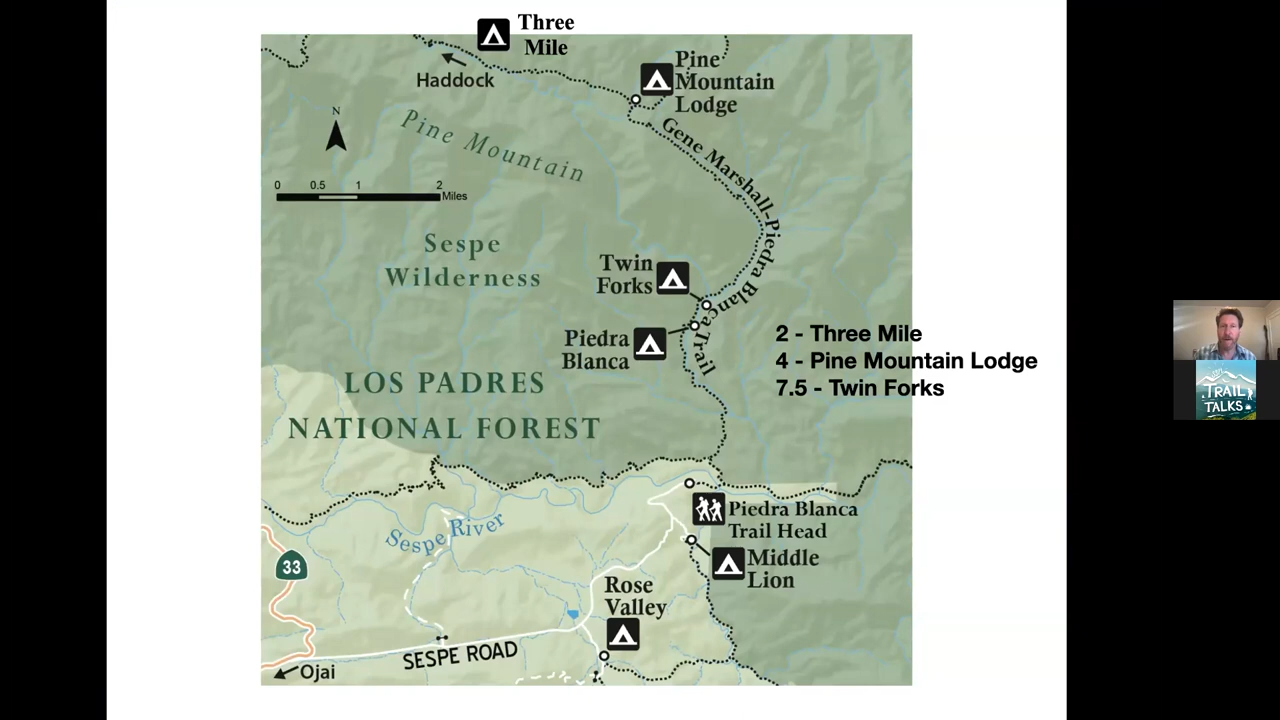 Three
Mile
Haddock
Pine
Mountain
Lodge
N
Pine Mountain
0 0.5 1 2
Miles
Gene Marshall-Piedra Blanca Trail
Sespe
Wilderness
Twin
Forks
Piedra
Blanca
2 - Three Mile
4 - Pine Mountain Lodge
7.5 - Twin Forks
LOS PADRES
NATIONAL FOREST
Sespe River
Piedra Blanca
Trail Head
33
Middle
Lion
Rose
Valley
SESPE ROAD
Ojai
TRAIL
TALKS